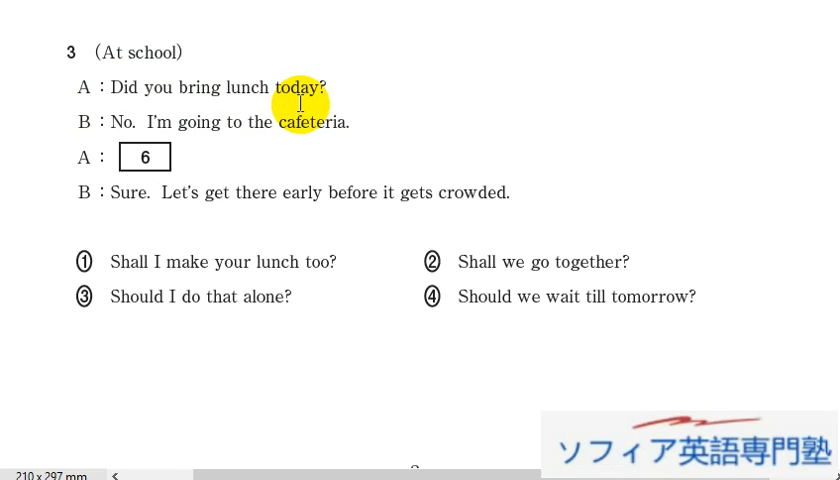 3 (At school)
A：Did you bring lunch today?
B：No. I'm going to the cafeteria.
A： 6
B：Sure. Let's get there early before it gets crowded.
① Shall I make your lunch too? ② Shall we go together?
③ Should I do that alone? ④ Should we wait till tomorrow?
ソフィア英語専門塾
210 x 297 mm <